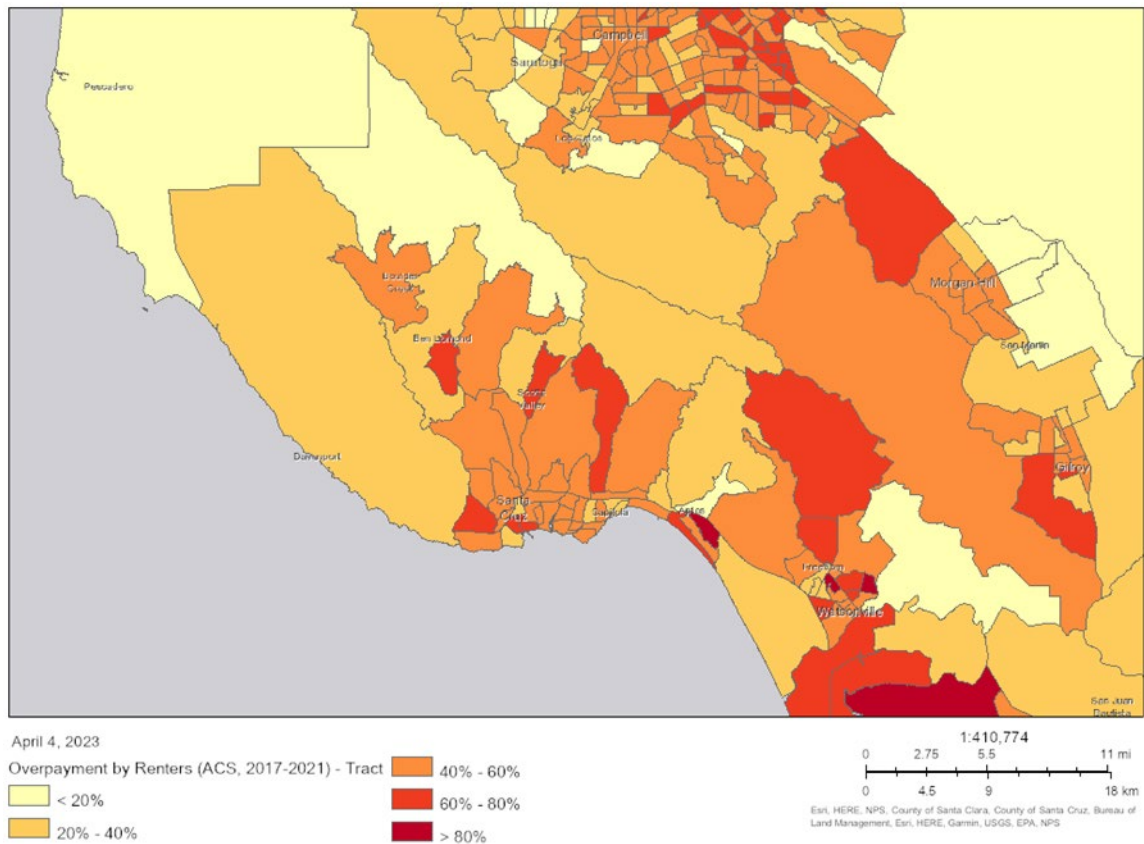 Campbell
Saratoga
Pescadero
Los Gatos
Morgan Hill
Boulder
Creek
San Martin
Ben Lomond
Scotts
Valley
Davenport
Gilroy
Santa
Cruz
Capitola
Aptos
Freedom
Watsonville
San Juan
Bautista
April 4, 2023
1:410,774
0 2.75 5.5 11 mi
0 4.5 9 18 km
Overpayment by Renters (ACS, 2017-2021) - Tract
< 20%
20% - 40%
40% - 60%
60% - 80%
> 80%
Esri, HERE, NPS, County of Santa Clara, County of Santa Cruz, Bureau of
Land Management, Esri, HERE, Garmin, USGS, EPA, NPS